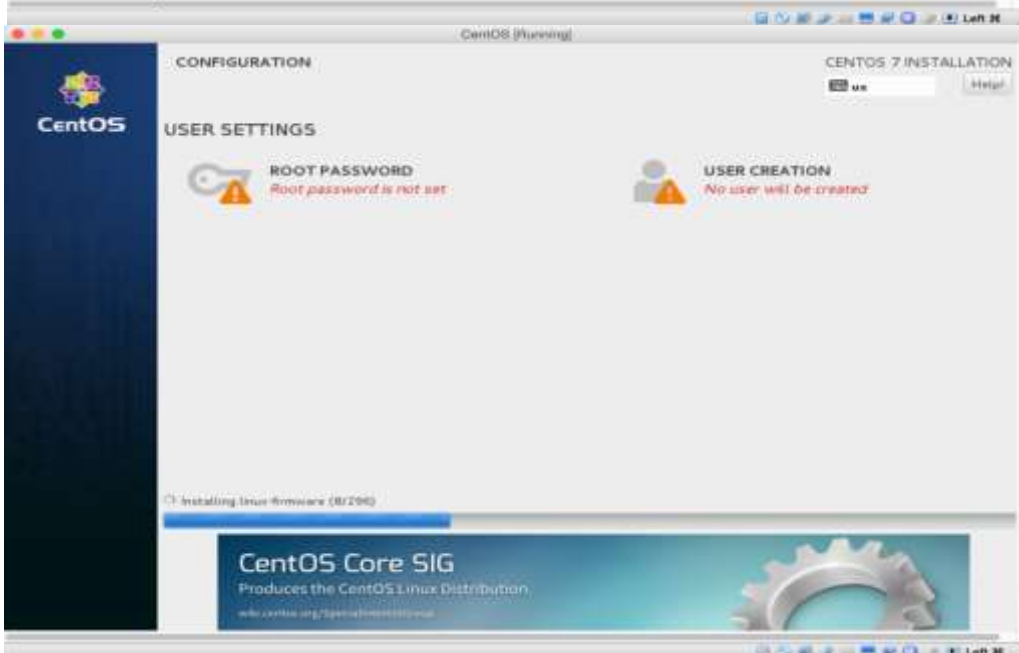 Left ⌘
CentOS [Running]
CONFIGURATION
CENTOS 7 INSTALLATION
us
Help!
CentOS
USER SETTINGS
ROOT PASSWORD
Root password is not set
USER CREATION
No user will be created
Installing linux-firmware (8/296)
CentOS Core SIG
Produces the CentOS Linux Distribution
Left ⌘